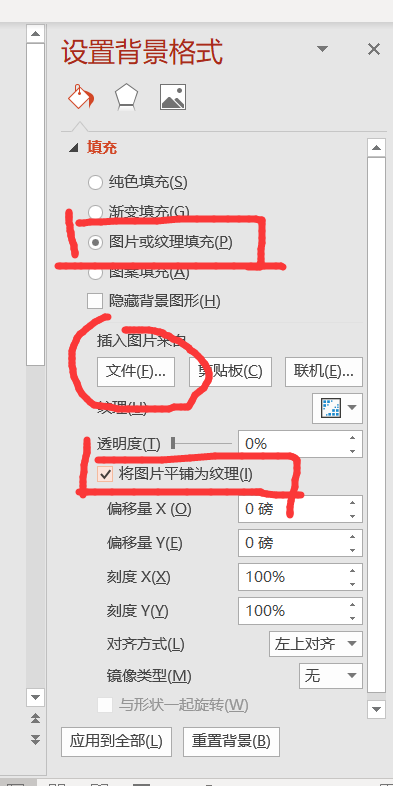 设置背景格式
填充
纯色填充(S)
渐变填充(G)
图片或纹理填充(P)
图案填充(A)
隐藏背景图形(H)
插入图片来自
文件(F)... 剪贴板(C) 联机(E)...
纹理(U)
透明度(T) 0%
将图片平铺为纹理(I)
偏移量 X (O) 0 磅
偏移量 Y(E) 0 磅
刻度 X(X) 100%
刻度 Y(Y) 100%
对齐方式(L) 左上对齐
镜像类型(M) 无
与形状一起旋转(W)
应用到全部(L) 重置背景(B)